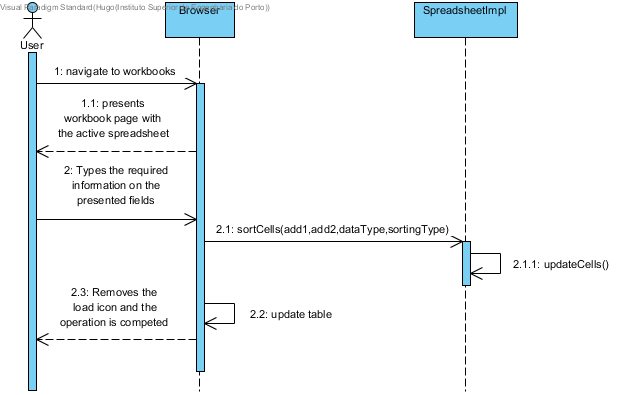 Visual Paradigm Standard(Hugo(Instituto Superior de Engenharia do Porto))
Browser
SpreadsheetImpl
User
1: navigate to workbooks
1.1: presents
workbook page with
the active spreadsheet
2: Types the required
information on the
presented fields
2.1: sortCells(add1,add2,dataType,sortingType)
2.1.1: updateCells()
2.3: Removes the
load icon and the
operation is competed
2.2: update table